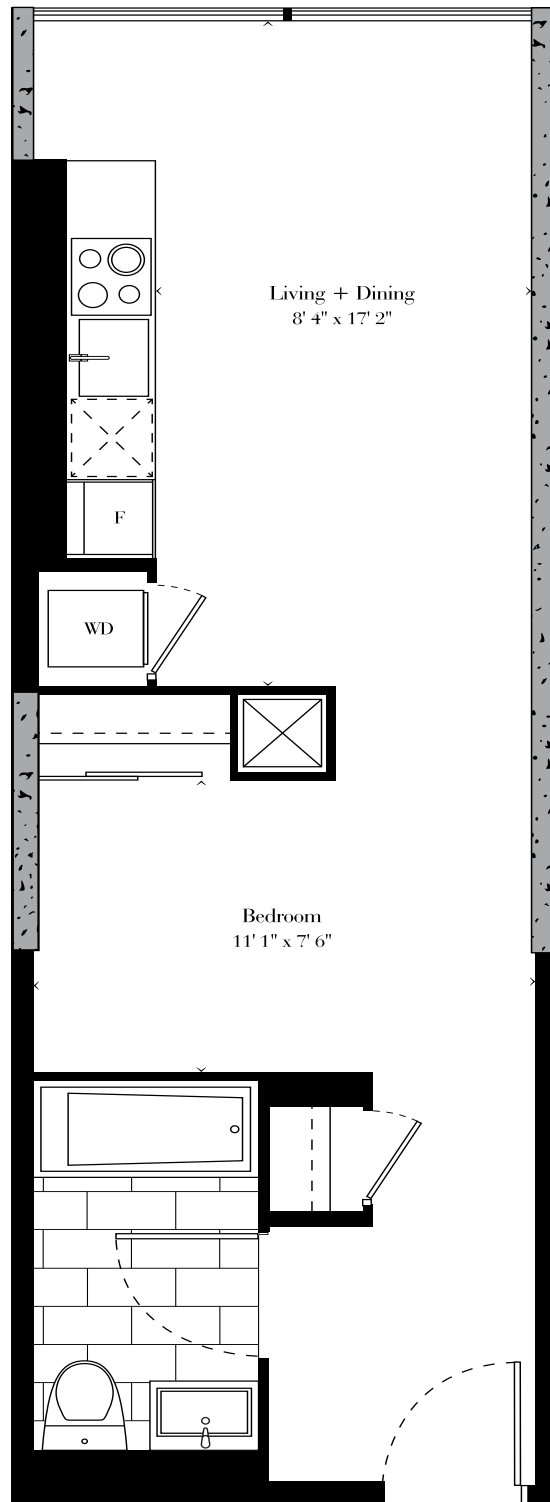 Living + Dining
8' 4" x 17' 2"
F
WD
Bedroom
11' 1" x 7' 6"